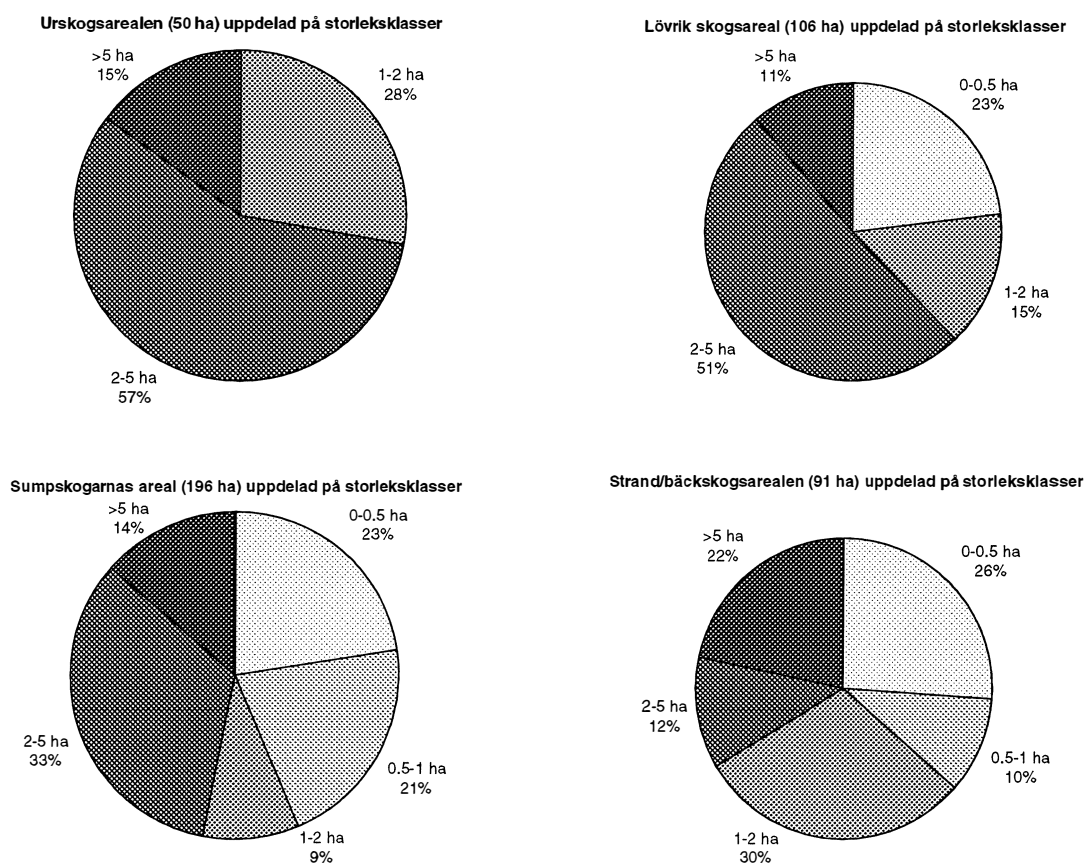 Urskogsarealen (50 ha) uppdelad på storleksklasser
>5 ha
15%
1-2 ha
28%
2-5 ha
57%
Lövrik skogsareal (106 ha) uppdelad på storleksklasser
>5 ha
11%
0-0.5 ha
23%
1-2 ha
15%
2-5 ha
51%
Sumpskogarnas areal (196 ha) uppdelad på storleksklasser
>5 ha
14%
0-0.5 ha
23%
2-5 ha
33%
0.5-1 ha
21%
1-2 ha
9%
Strand/bäckskogsarealen (91 ha) uppdelad på storleksklasser
>5 ha
22%
0-0.5 ha
26%
2-5 ha
12%
0.5-1 ha
10%
1-2 ha
30%